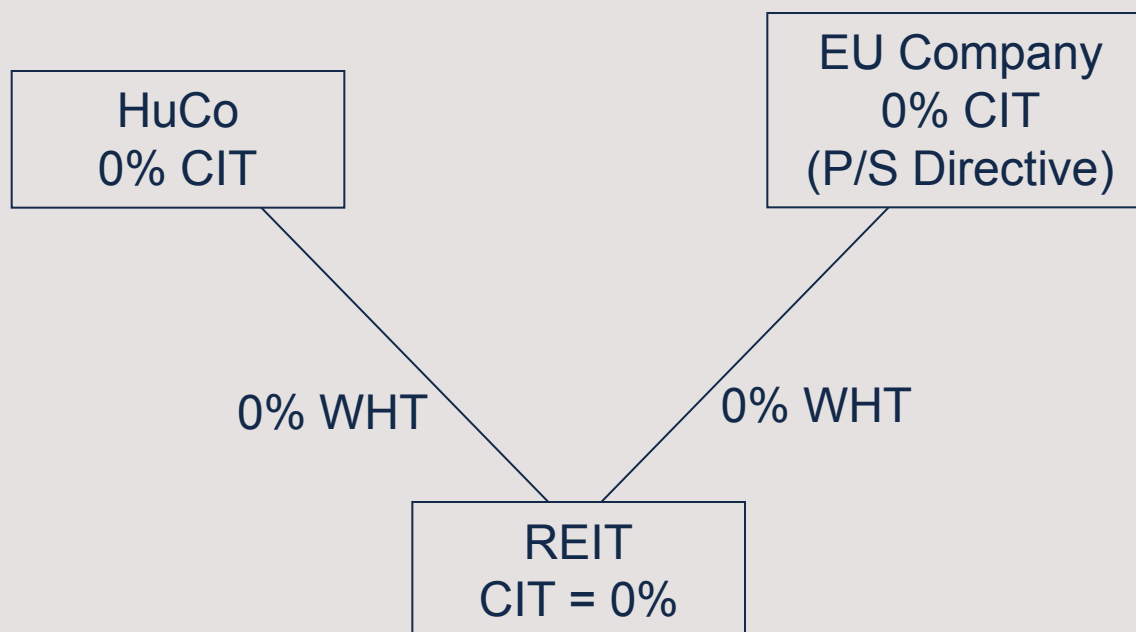 HuCo
0% CIT
EU Company
0% CIT
(P/S Directive)
0% WHT
0% WHT
REIT
CIT = 0%